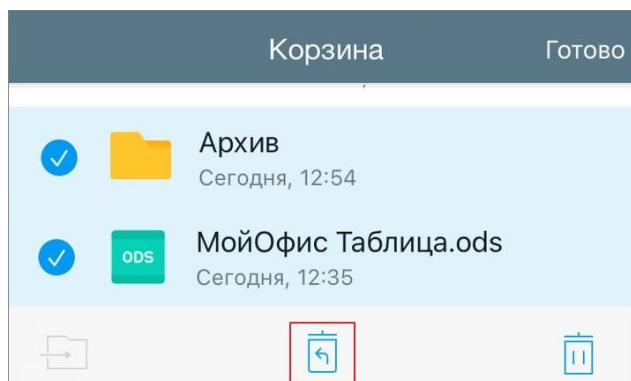 Корзина Готово
Архив
Сегодня, 12:54
ODS МойОфис Таблица.ods
Сегодня, 12:35